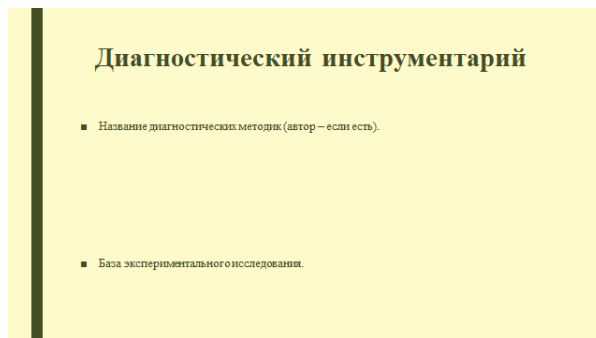 Диагностический инструментарий
▪ Название диагностических методик (автор – если есть).
▪ База экспериментального исследования.